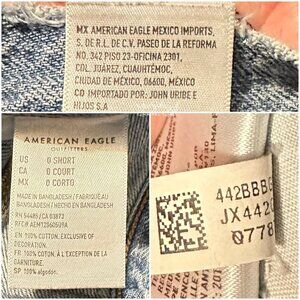 MX AMERICAN EAGLE MEXICO IMPORTS,
S. DE R.L. DE C.V. PASEO DE LA REFORMA
NO. 342 PISO 23-OFICINA 2301,
COL. JUÁREZ, CUAUHTÉMOC,
CIUDAD DE MÉXICO, 06600, MÉXICO
CO IMPORTADO POR: JOHN URIBE E
HIJOS S.A
AMERICAN EAGLE
OUTFITTERS
US 0 SHORT
CA 0 COURT
MX 0 CORTO
MADE IN BANGLADESH / FABRIQUÉ AU
BANGLADESH / HECHO EN BANGLADESH
RN 54485 / CA 03872
EN 100% COTTON, EXCLUSIVE OF
DECORATION.
FR 100% COTON, À L'EXCEPTION DE LA
GARNITURE.
SP 100% algodón.
442BBBG
JX442
0778
LIMA-